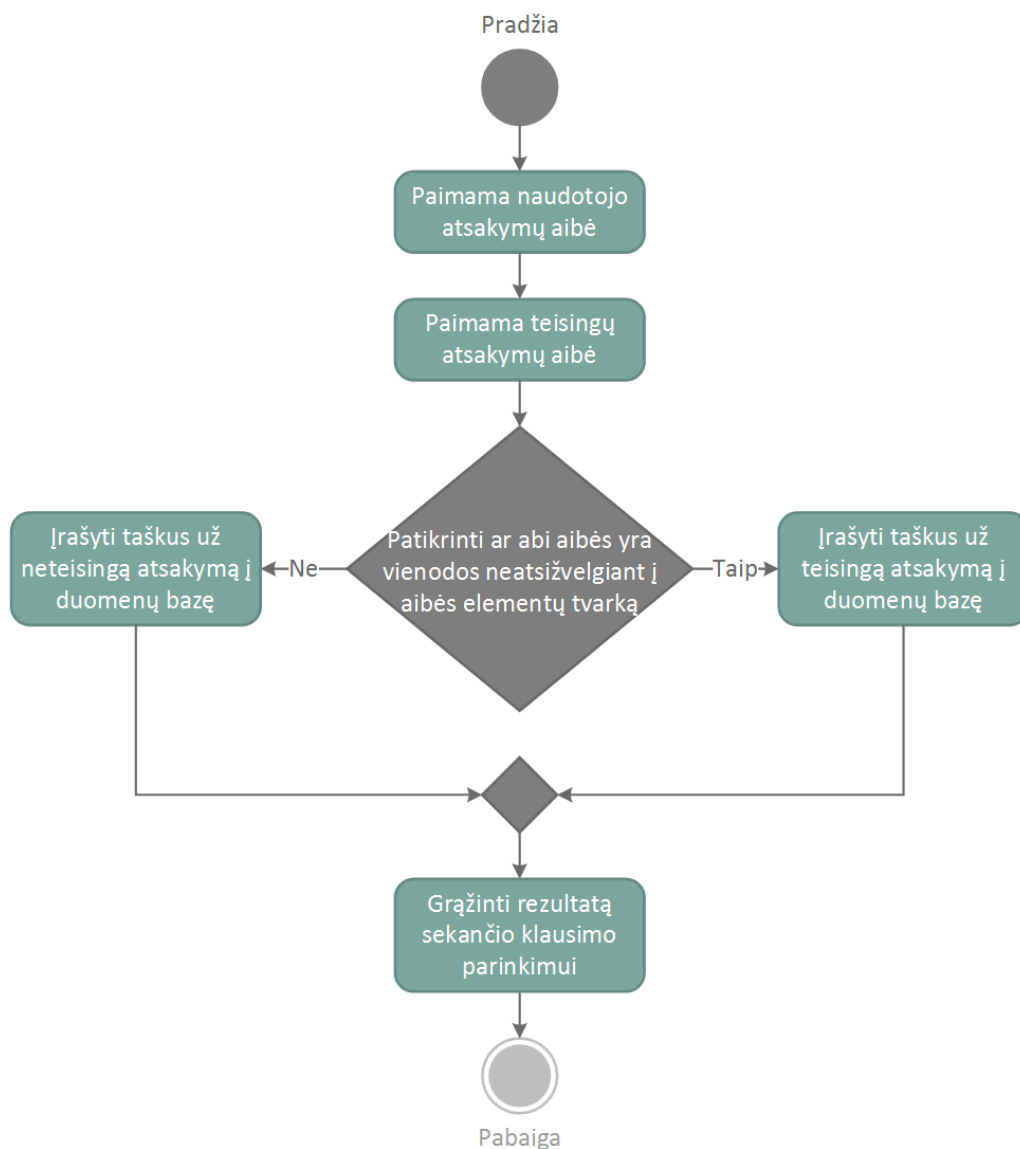 Pradžia
Paimama naudotojo
atsakymų aibė
Paimama teisingų
atsakymų aibė
Patikrinti ar abi aibės yra
vienodos neatsižvelgiant į
aibės elementų tvarką
Ne
Įrašyti taškus už
neteisingą atsakymą į
duomenų bazę
Taip
Įrašyti taškus už
teisingą atsakymą į
duomenų bazę
Grąžinti rezultatą
sekančio klausimo
parinkimui
Pabaiga